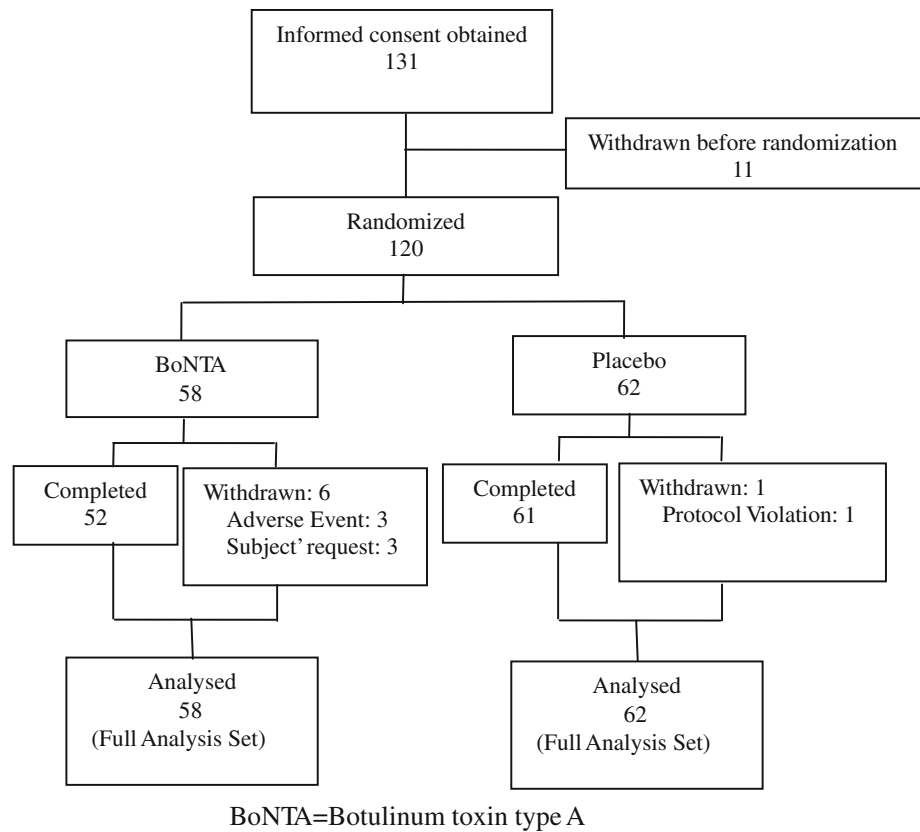 Informed consent obtained
131
Withdrawn before randomization
11
Randomized
120
BoNTA
58
Placebo
62
Completed
52
Withdrawn: 6
Adverse Event: 3
Subject' request: 3
Completed
61
Withdrawn: 1
Protocol Violation: 1
Analysed
58
(Full Analysis Set)
Analysed
62
(Full Analysis Set)
BoNTA=Botulinum toxin type A